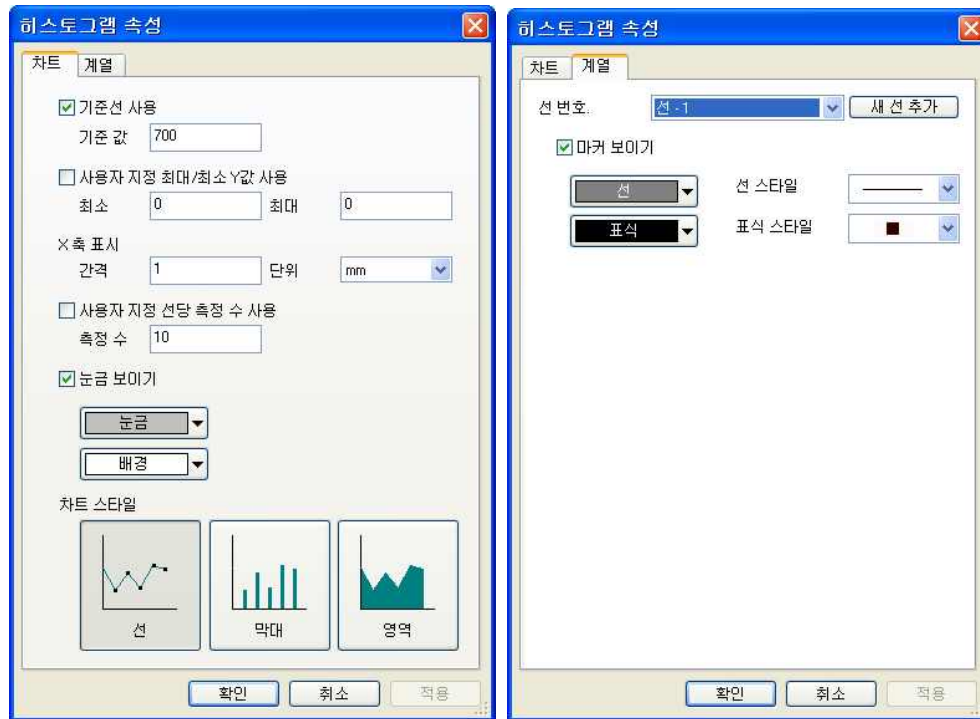 히스토그램 속성
차트 계열
기준선 사용
기준 값 700
사용자 지정 최대/최소 Y값 사용
최소 0 최대 0
X 축 표시
간격 1 단위 mm
사용자 지정 선당 측정 수 사용
측정 수 10
눈금 보이기
눈금
배경
차트 스타일
선 막대 영역
확인 취소 적용
히스토그램 속성
차트 계열
선 번호. 선 -1 새 선 추가
마커 보이기
선 선 스타일
표식 표식 스타일
확인 취소 적용